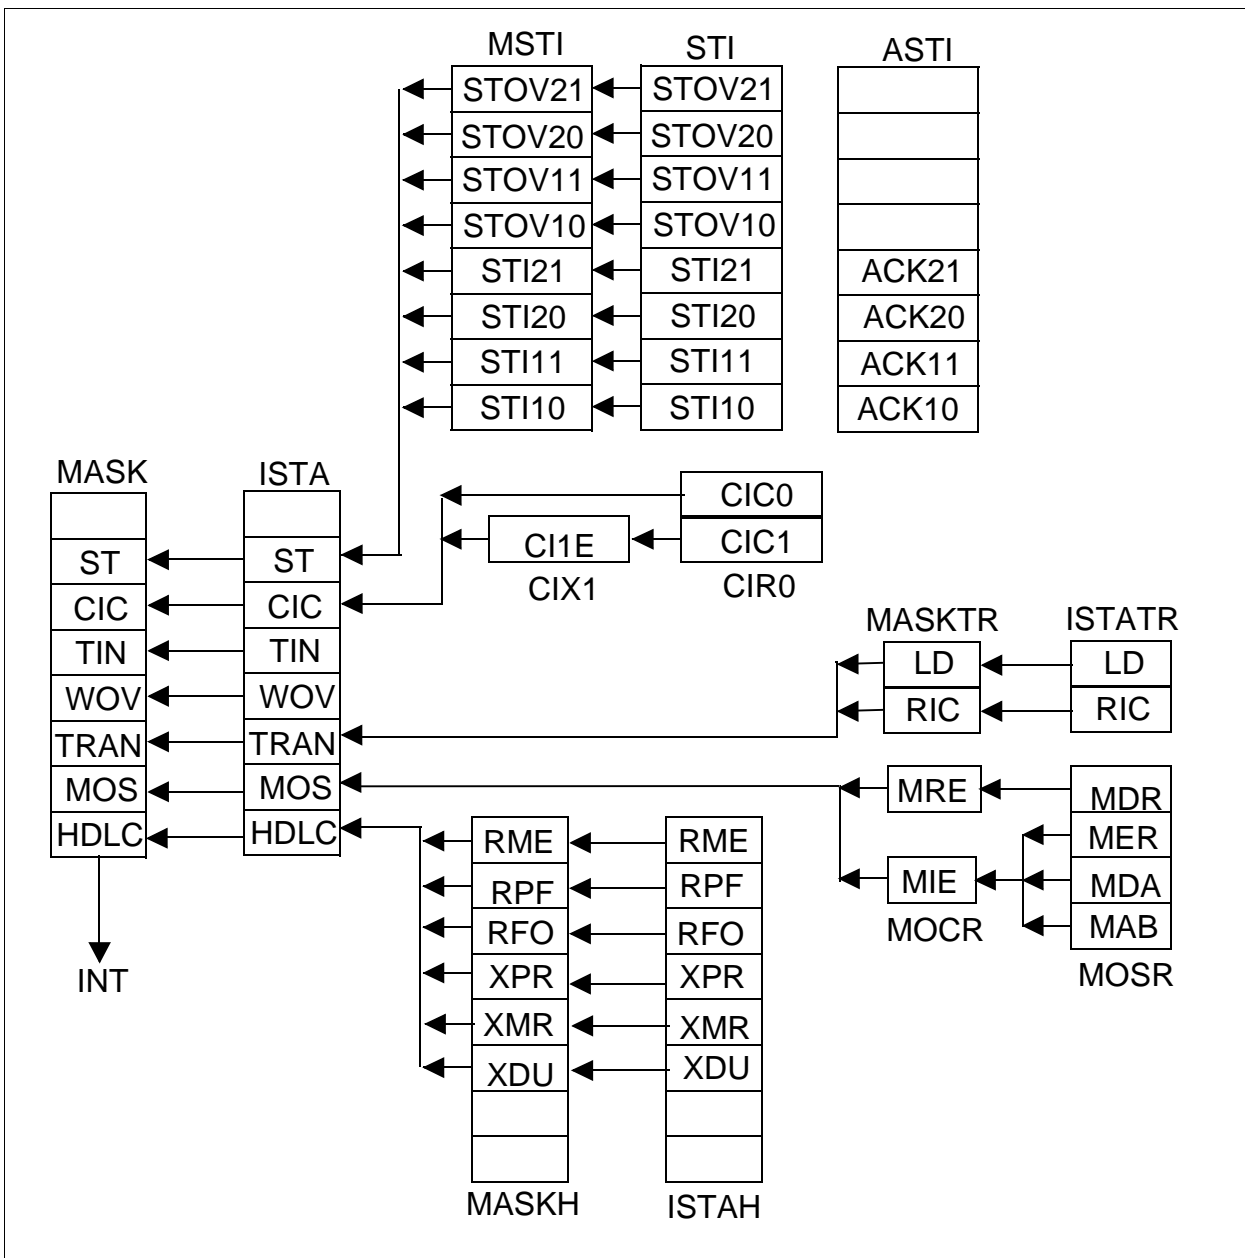 MSTI STI ASTI
STOV21 STOV21
STOV20 STOV20
STOV11 STOV11
STOV10 STOV10
STI21 STI21 ACK21
STI20 STI20 ACK20
STI11 STI11 ACK11
STI10 STI10 ACK10
MASK ISTA
CIC0
ST ST CI1E CIC1
CIX1 CIR0
CIC CIC
MASKTR ISTATR
TIN TIN LD LD
WOV WOV RIC RIC
TRAN TRAN
MOS MOS MRE MDR
HDLC HDLC RME RME MER
RPF RPF MIE MDA
RFO RFO MOCR MAB
INT XPR XPR MOSR
XMR XMR
XDU XDU
MASKH ISTAH